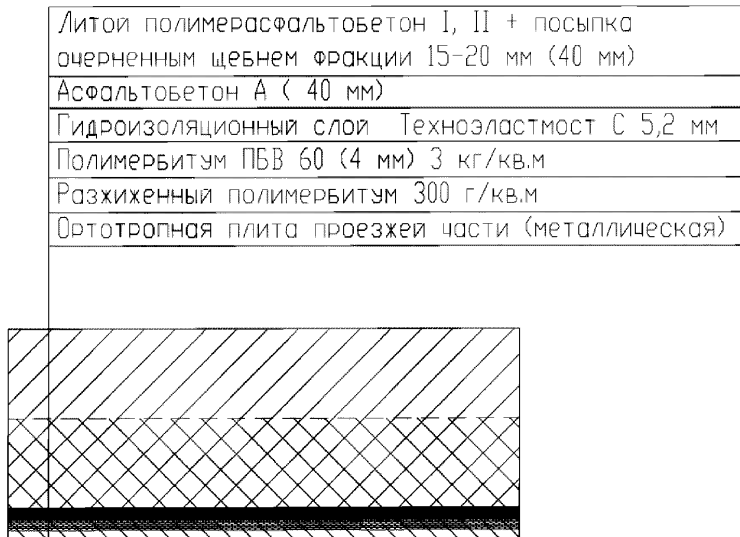 Литой полимерасфальтобетон I, II + посыпка
очерненным щебнем фракции 15-20 мм (40 мм)
Асфальтобетон А ( 40 мм)
Гидроизоляционный слой Техноэластмост С 5,2 мм
Полимербитум ПБВ 60 (4 мм) 3 кг/кв.м
Разжиженный полимербитум 300 г/кв.м
Ортотропная плита проезжей части (металлическая)